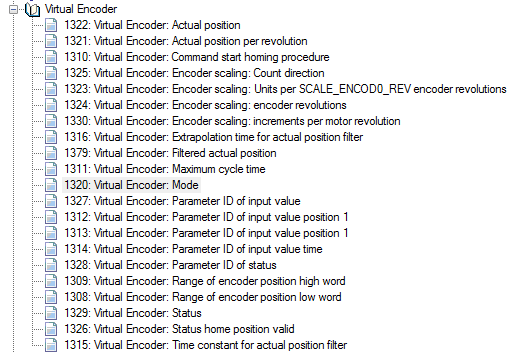 Virtual Encoder
1322: Virtual Encoder: Actual position
1321: Virtual Encoder: Actual position per revolution
1310: Virtual Encoder: Command start homing procedure
1325: Virtual Encoder: Encoder scaling: Count direction
1323: Virtual Encoder: Encoder scaling: Units per SCALE_ENCOD0_REV encoder revolutions
1324: Virtual Encoder: Encoder scaling: encoder revolutions
1330: Virtual Encoder: Encoder scaling: increments per motor revolution
1316: Virtual Encoder: Extrapolation time for actual position filter
1379: Virtual Encoder: Filtered actual position
1311: Virtual Encoder: Maximum cycle time
1320: Virtual Encoder: Mode
1327: Virtual Encoder: Parameter ID of input value
1312: Virtual Encoder: Parameter ID of input value position 1
1313: Virtual Encoder: Parameter ID of input value position 1
1314: Virtual Encoder: Parameter ID of input value time
1328: Virtual Encoder: Parameter ID of status
1309: Virtual Encoder: Range of encoder position high word
1308: Virtual Encoder: Range of encoder position low word
1329: Virtual Encoder: Status
1326: Virtual Encoder: Status home position valid
1315: Virtual Encoder: Time constant for actual position filter